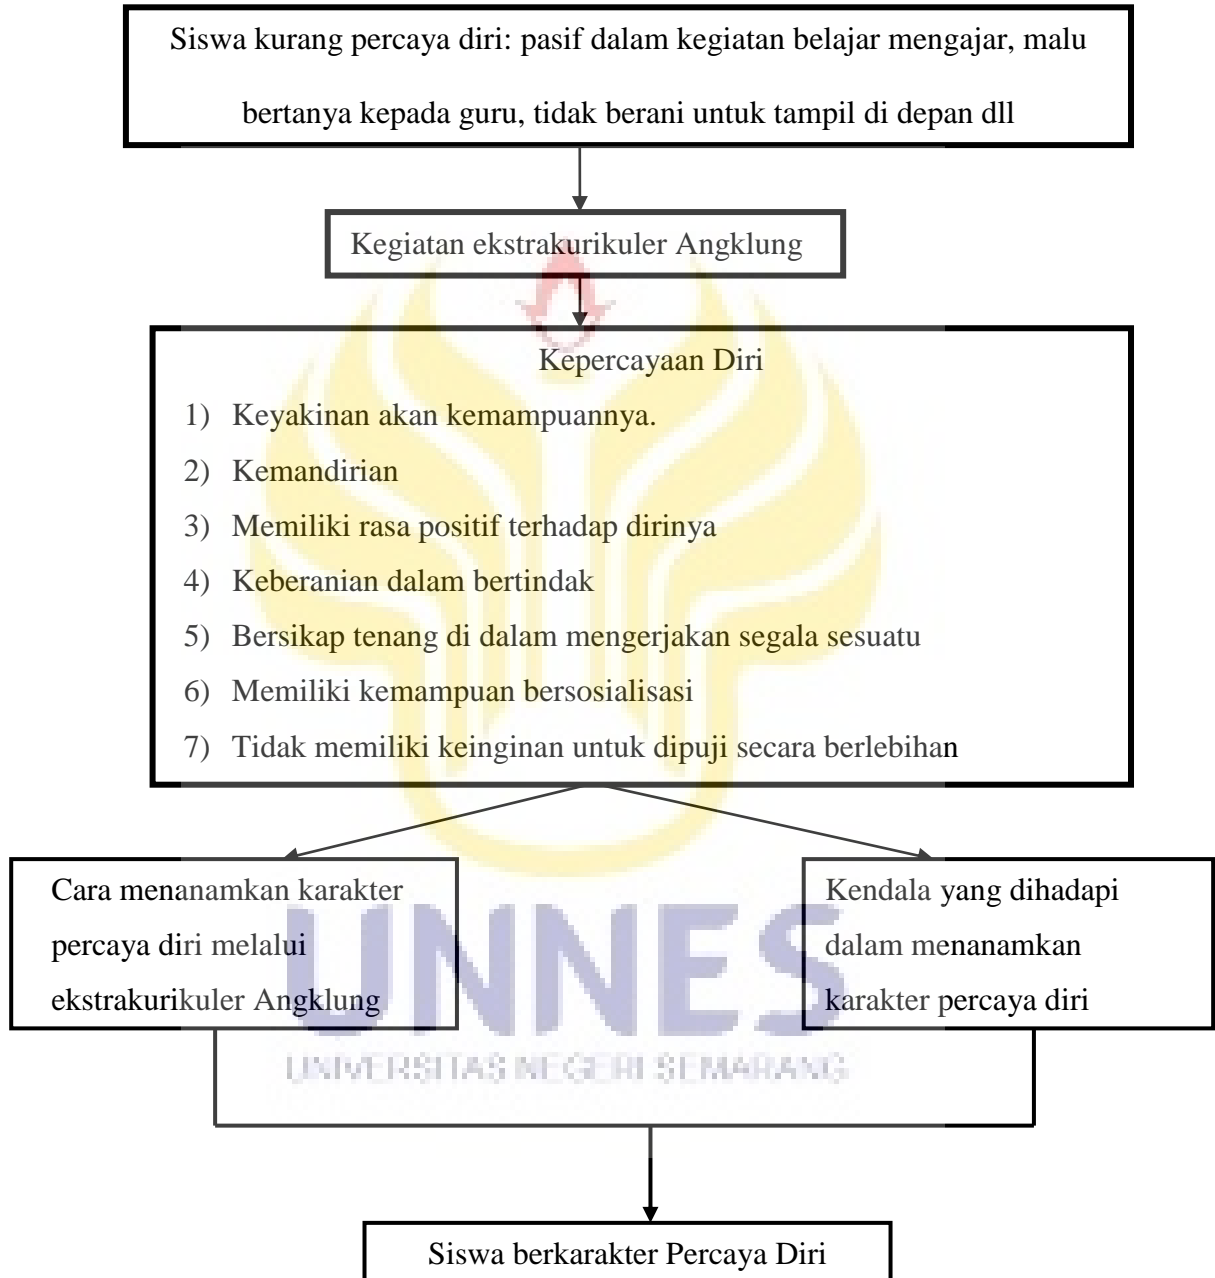 Siswa kurang percaya diri: pasif dalam kegiatan belajar mengajar, malu
bertanya kepada guru, tidak berani untuk tampil di depan dll
Kegiatan ekstrakurikuler Angklung
Kepercayaan Diri
1) Keyakinan akan kemampuannya.
2) Kemandirian
3) Memiliki rasa positif terhadap dirinya
4) Keberanian dalam bertindak
5) Bersikap tenang di dalam mengerjakan segala sesuatu
6) Memiliki kemampuan bersosialisasi
7) Tidak memiliki keinginan untuk dipuji secara berlebihan
Cara menanamkan karakter
percaya diri melalui
ekstrakurikuler Angklung
Kendala yang dihadapi
dalam menanamkan
karakter percaya diri
UNNES
UNIVERSITAS NEGERI SEMARANG
Siswa berkarakter Percaya Diri